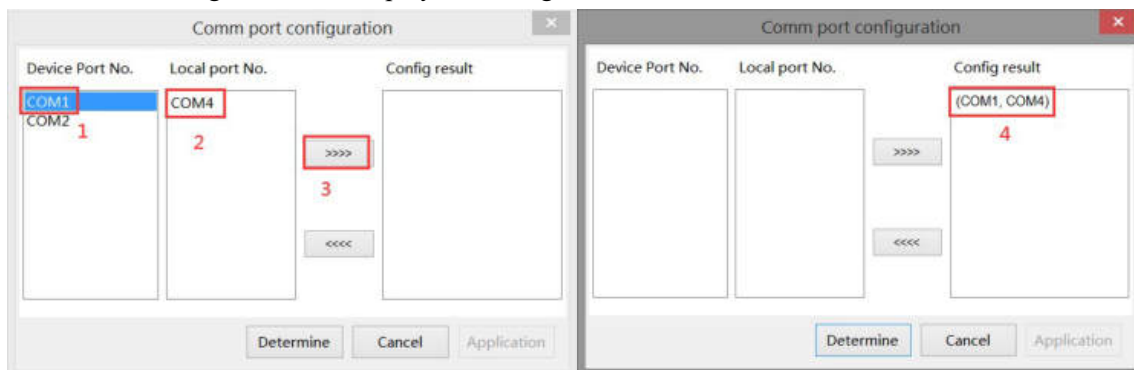 Comm port configuration
Device Port No. Local port No. Config result
COM1 COM4
COM2
1
2
>>>>
3
<<<<
Determine Cancel Application
Comm port configuration
Device Port No. Local port No. Config result
(COM1, COM4)
4
>>>>
<<<<
Determine Cancel Application